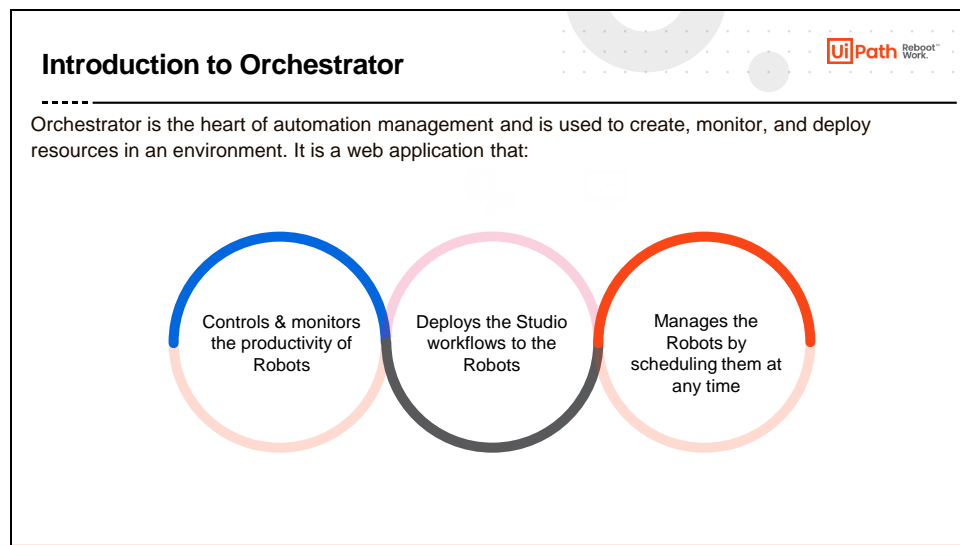 Introduction to Orchestrator
UiPath Reboot™
Work.
Orchestrator is the heart of automation management and is used to create, monitor, and deploy
resources in an environment. It is a web application that:
Controls & monitors
the productivity of
Robots
Deploys the Studio
workflows to the
Robots
Manages the
Robots by
scheduling them at
any time